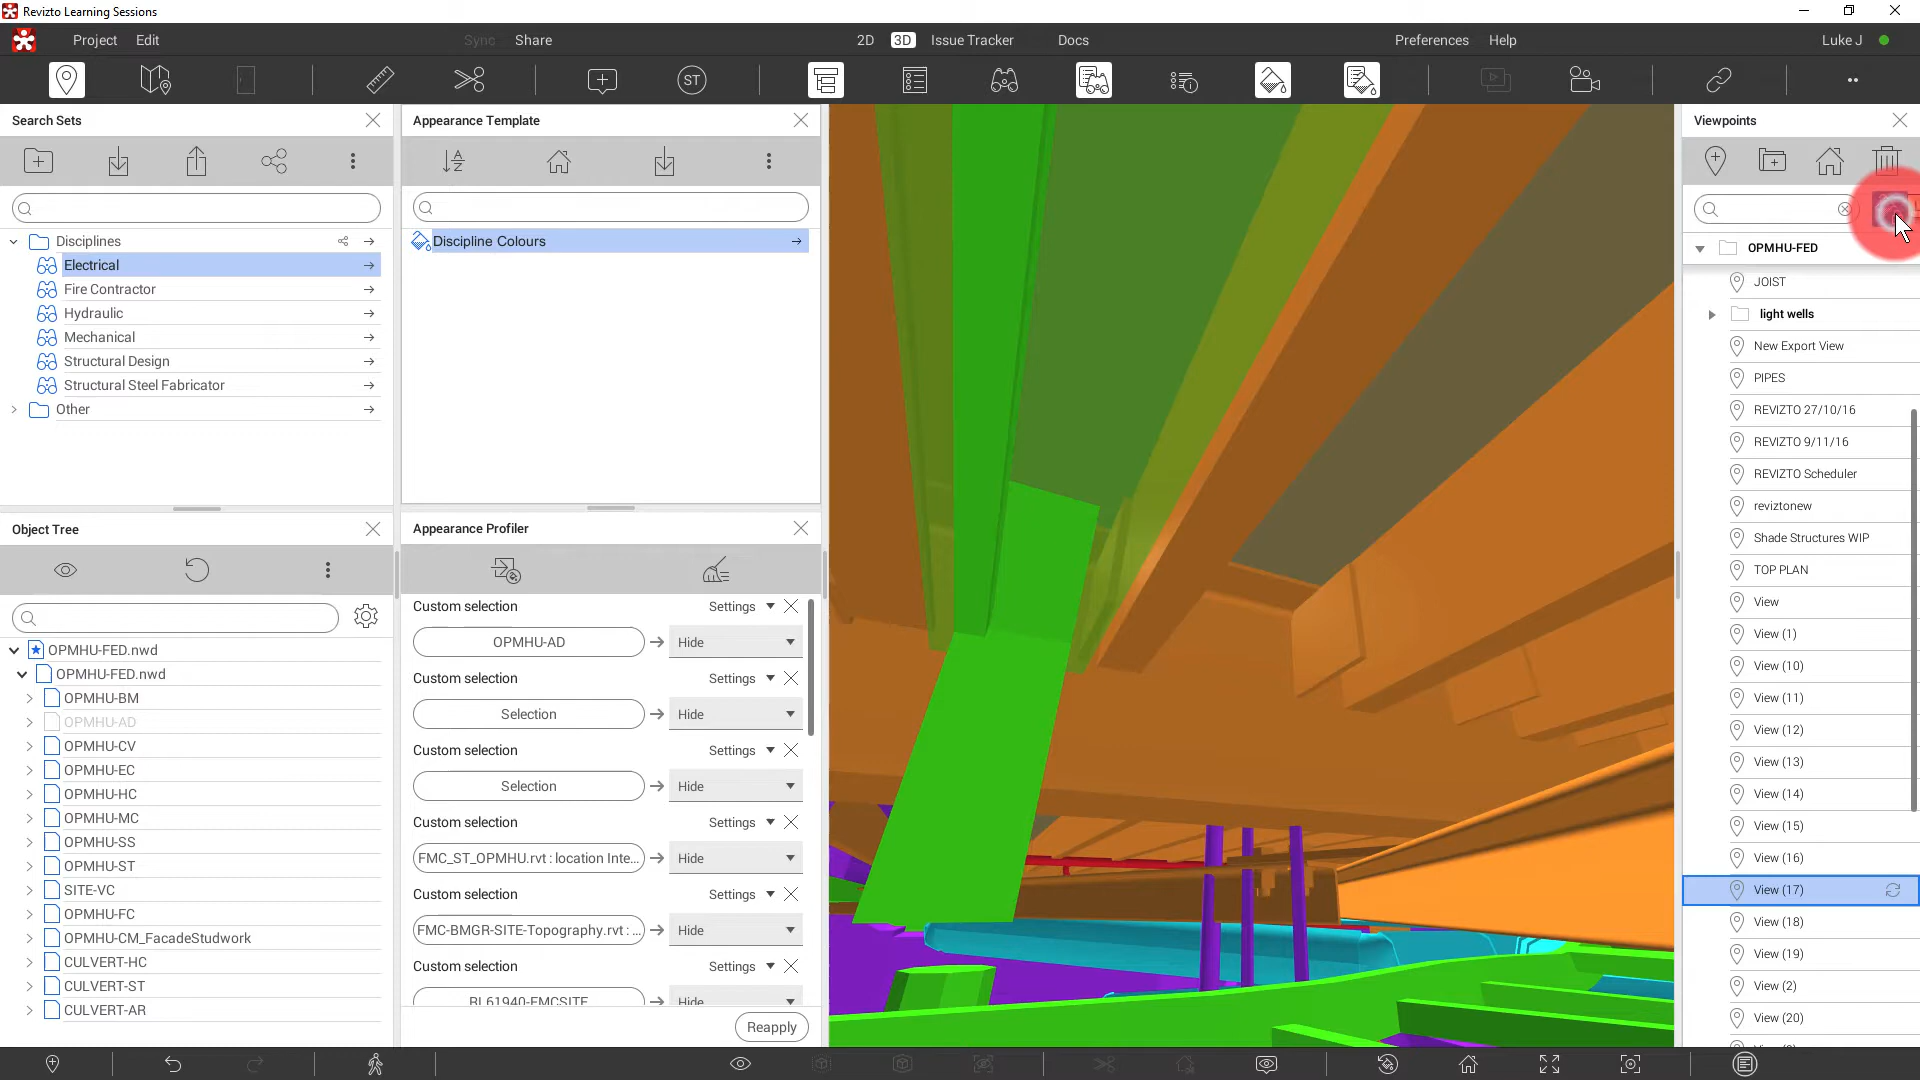 Revizto Learning Sessions
Project Edit Sync Share 2D 3D Issue Tracker Docs Preferences Help Luke J
ST
Search Sets
Disciplines
Electrical
Fire Contractor
Hydraulic
Mechanical
Structural Design
Structural Steel Fabricator
Other
Object Tree
OPMHU-FED.nwd
OPMHU-FED.nwd
OPMHU-BM
OPMHU-AD
OPMHU-CV
OPMHU-EC
OPMHU-HC
OPMHU-MC
OPMHU-SS
OPMHU-ST
SITE-VC
OPMHU-FC
OPMHU-CM_FacadeStudwork
CULVERT-HC
CULVERT-ST
CULVERT-AR
Appearance Template
Discipline Colours
Appearance Profiler
Custom selection Settings
OPMHU-AD Hide
Custom selection Settings
Selection Hide
Custom selection Settings
Selection Hide
Custom selection Settings
FMC_ST_OPMHU.rvt : location Inte... Hide
Custom selection Settings
FMC-BMGR-SITE-Topography.rvt : ... Hide
Custom selection Settings
RL61940-FMCSITE Hide
Reapply
Viewpoints
OPMHU-FED
JOIST
light wells
New Export View
PIPES
REVIZTO 27/10/16
REVIZTO 9/11/16
REVIZTO Scheduler
reviztonew
Shade Structures WIP
TOP PLAN
View
View (1)
View (10)
View (11)
View (12)
View (13)
View (14)
View (15)
View (16)
View (17)
View (18)
View (19)
View (2)
View (20)